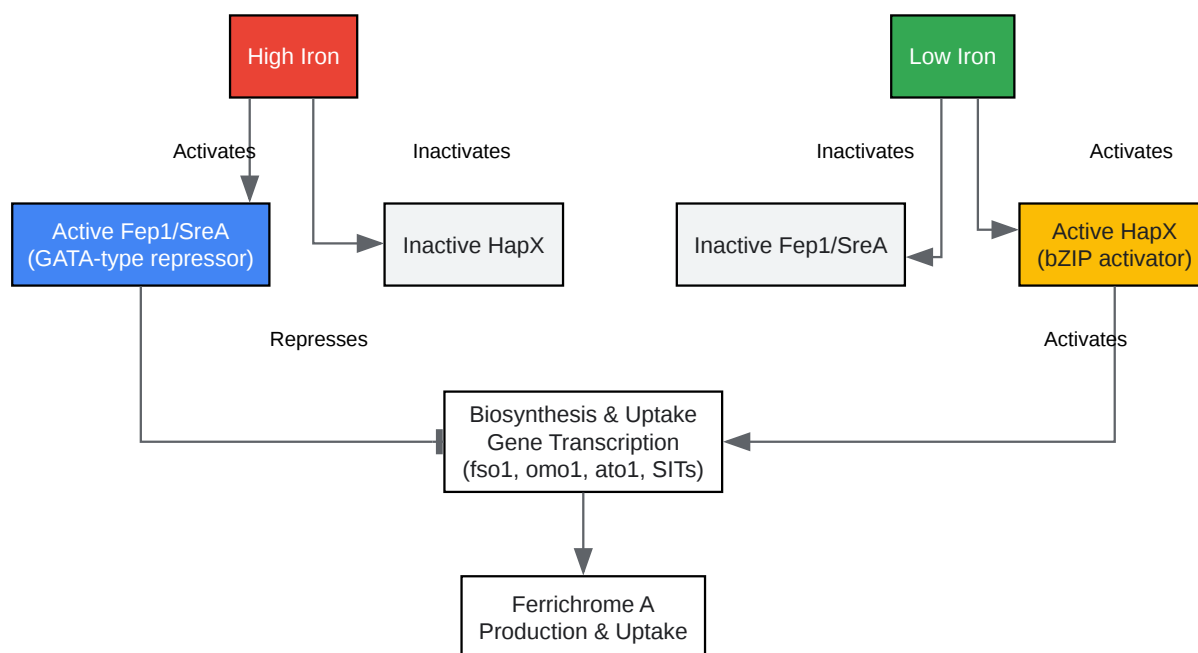 High Iron
Low Iron
Activates
Inactivates
Inactivates
Activates
Active Fep1/SreA
(GATA-type repressor)
Inactive HapX
Inactive Fep1/SreA
Active HapX
(bZIP activator)
Represses
Activates
Biosynthesis & Uptake
Gene Transcription
(fso1, omo1, ato1, SITs)
Ferrichrome A
Production & Uptake